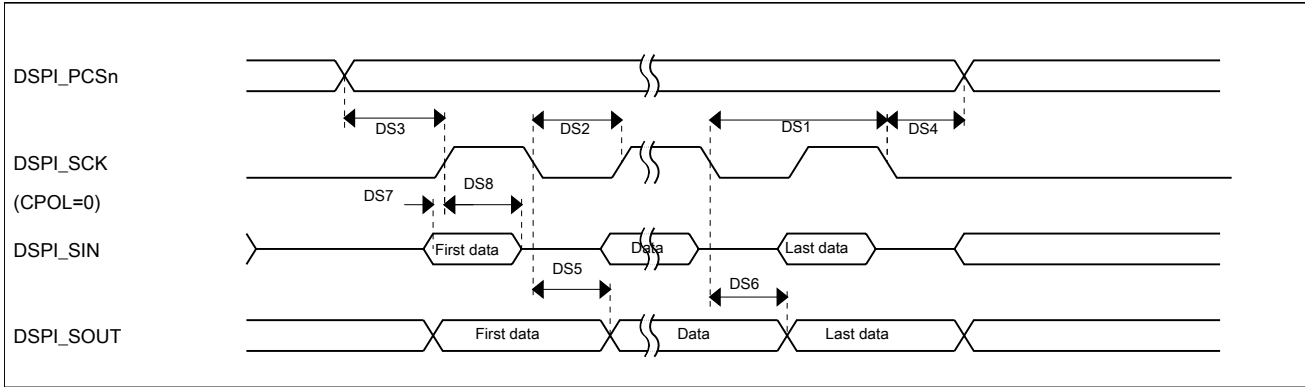 DSPI_PCSn
DS3
DS2
DS1
DS4
DSPI_SCK
(CPOL=0)
DS7
DS8
DSPI_SIN
First data
Data
Last data
DS5
DS6
DSPI_SOUT
First data
Data
Last data